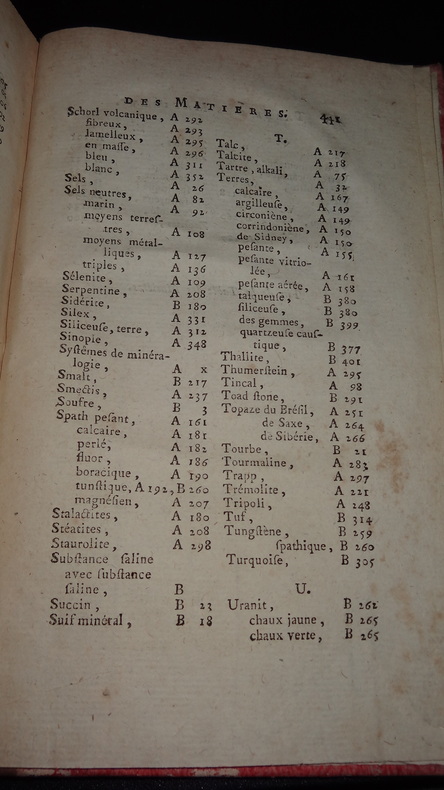 DES MATIERES. 441
Schorl volcanique, A 292
fibreux, A 293
lamelleux, A 295
en maſſe, A 296
bleu, A 311
blanc, A 352
Sels, A 26
Sels neutres, A 82
marin, A 92
moyens terreſ-
tres, A 108
moyens métal-
liques, A 127
triples, A 136
Sélenite, A 109
Serpentine, A 208
Sidérite, B 180
Silex, A 331
Siliceuſe, terre, A 312
Sinopie, A 348
Syſtêmes de minéra-
logie, A x
Smalt, B 217
Smectis, A 237
Soufre, B 3
Spath peſant, A 161
calcaire, A 181
perlé, A 182
fluor, A 186
boracique, A 190
tunſtique, A 192, B 260
magnéſien, A 207
Stalactites, A 180
Stéatites, A 208
Staurolite, A 298
Subſtance ſaline
avec ſubſtance
ſaline, B
Succin, B 23
Suif minéral, B 18
T.
Talc, A 217
Talcite, A 218
Tartre, alkali, A 75
Terres, A 32
calcaire, A 167
argilleuſe, A 149
circoniène, A 149
corrindoniène, A 150
de Sidney, A 150
peſante, A 155
peſante vitrio-
lée, A 161
peſante aérée, A 158
talqueuſe, B 380
ſiliceuſe, B 380
des gemmes, B 399
quartzeuſe cauſ-
tique, B 377
Thallite, B 401
Thumerſtein, A 295
Tincal, A 98
Toad ſtone, B 291
Topaze du Bréſil, A 251
de Saxe, A 264
de Sibérie, A 266
Tourbe, B 21
Tourmaline, A 283
Trapp, A 297
Trémolite, A 221
Tripoli, A 248
Tuf, B 314
Tungſtène, B 259
ſpathique, B 260
Turquoiſe, B 305
U.
Uranit, B 262
chaux jaune, B 265
chaux verte, B 265